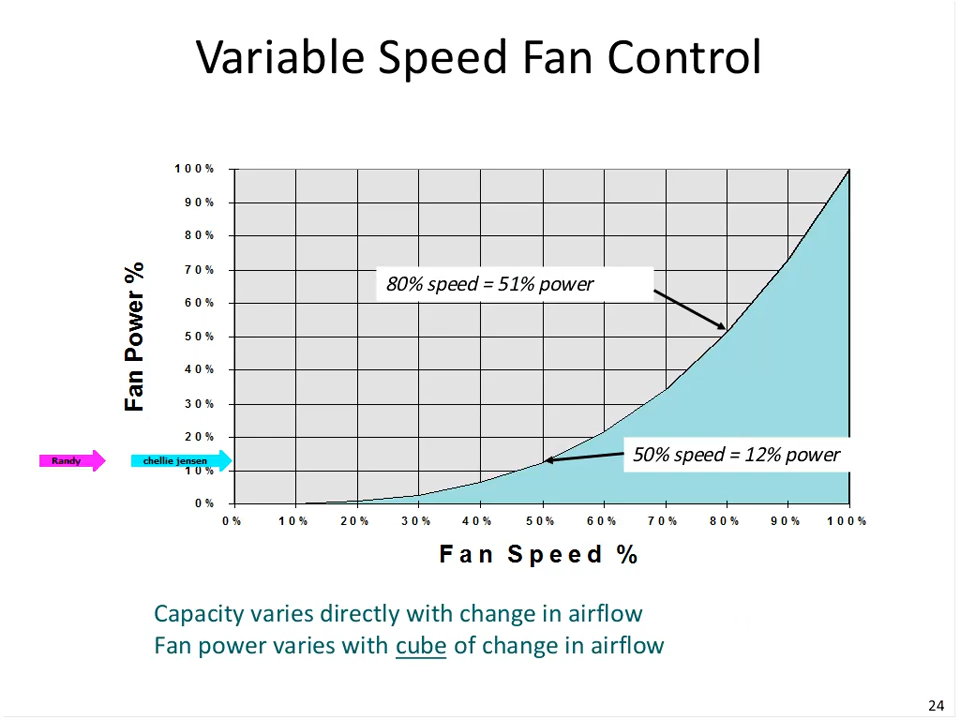 Variable Speed Fan Control
100%
90%
80%
70%
60%
50%
40%
30%
20%
10%
0%
Fan Power %
80% speed = 51% power
50% speed = 12% power
Randy
chellie jensen
0% 10% 20% 30% 40% 50% 60% 70% 80% 90% 100%
Fan Speed %
Capacity varies directly with change in airflow
Fan power varies with cube of change in airflow
24